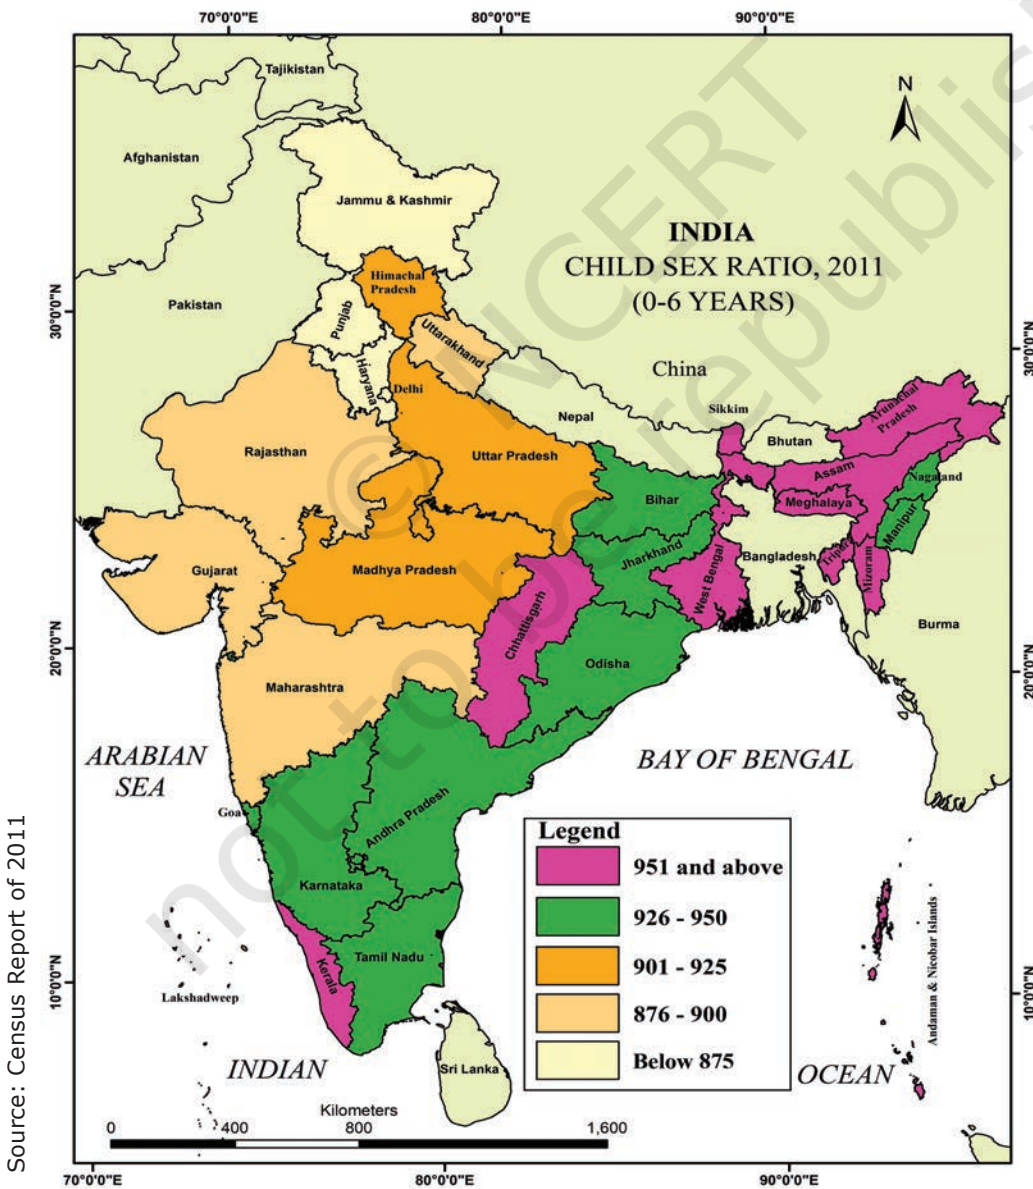 70°0'0"E 80°0'0"E 90°0'0"E
Tajikistan
N
Afghanistan
Jammu & Kashmir
INDIA
CHILD SEX RATIO, 2011
(0-6 YEARS)
Himachal
Pradesh
Pakistan
30°0'0"N
Punjab
Uttarakhand
30°0'0"N
Haryana
Delhi
China
Nepal
Sikkim
Arunachal
Pradesh
Bhutan
Rajasthan
Uttar Pradesh
Assam
Nagaland
Bihar
Meghalaya
Manipur
Jharkhand
Bangladesh
Tripura
Gujarat
Madhya Pradesh
West Bengal
Mizoram
Chhattisgarh
Burma
20°0'0"N
Odisha
20°0'0"N
Maharashtra
ARABIAN
SEA
BAY OF BENGAL
Goa
Andhra Pradesh
Legend
951 and above
Karnataka
926 - 950
Tamil Nadu
901 - 925
Kerala
10°0'0"N
10°0'0"N
Lakshadweep
876 - 900
Andaman & Nicobar Islands
Below 875
INDIAN
Sri Lanka
OCEAN
Kilometers
0 400 800 1,600
70°0'0"E 80°0'0"E 90°0'0"E
Source: Census Report of 2011
© NCERT
not to be republis